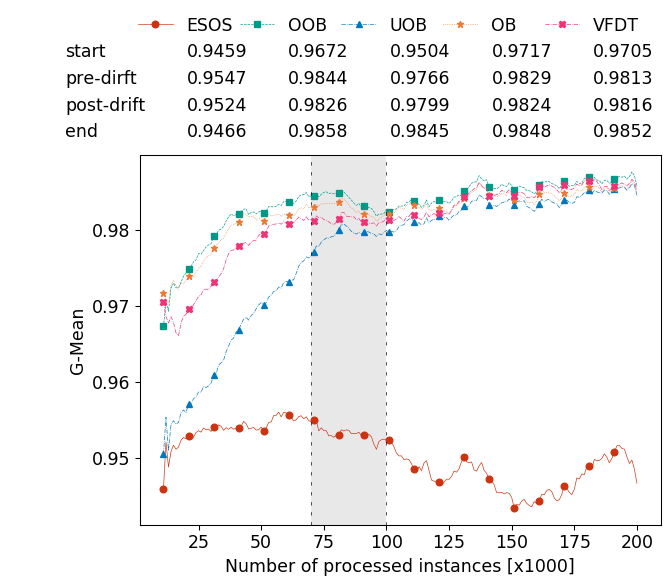 ESOS OOB UOB OB VFDT
start 0.9459 0.9672 0.9504 0.9717 0.9705
pre-dirft 0.9547 0.9844 0.9766 0.9829 0.9813
post-drift 0.9524 0.9826 0.9799 0.9824 0.9816
end 0.9466 0.9858 0.9845 0.9848 0.9852
0.98
0.97
0.96
0.95
G-Mean
25 50 75 100 125 150 175 200
Number of processed instances [x1000]